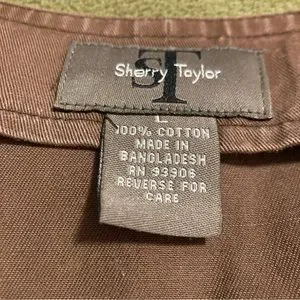 ST
Sherry Taylor
L
100% COTTON
MADE IN
BANGLADESH
RN 93906
REVERSE FOR
CARE